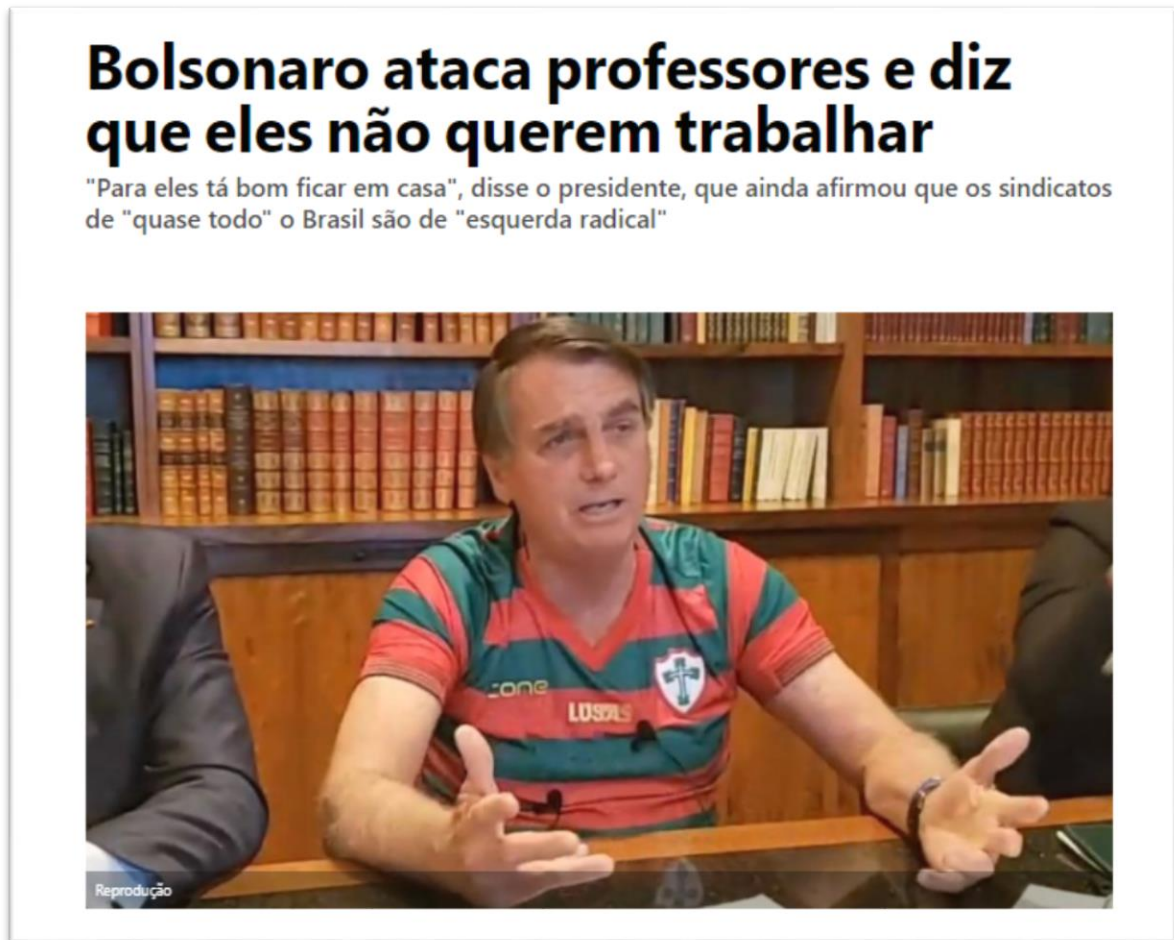 Bolsonaro ataca professores e diz
que eles não querem trabalhar
"Para eles tá bom ficar em casa", disse o presidente, que ainda afirmou que os sindicatos
de "quase todo" o Brasil são de "esquerda radical"
LUSAS
Reprodução